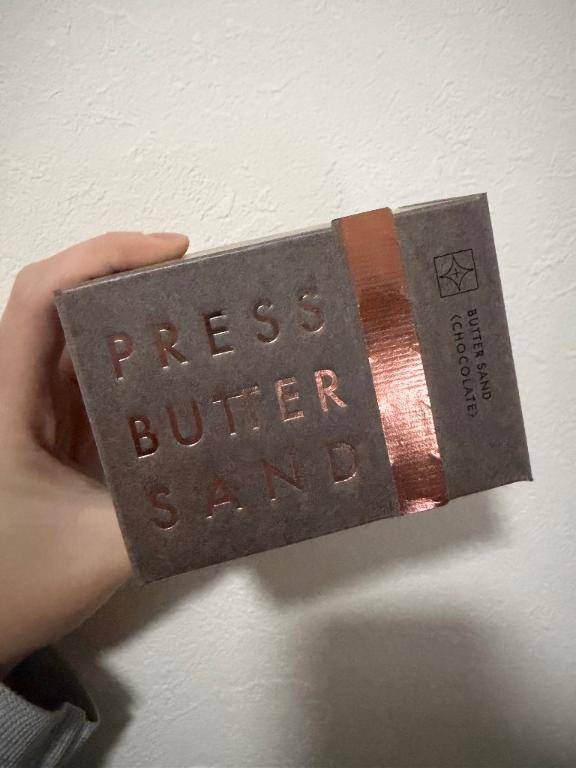 PRESS
BUTTER
SAND
BUTTER SAND
〈CHOCOLATE〉